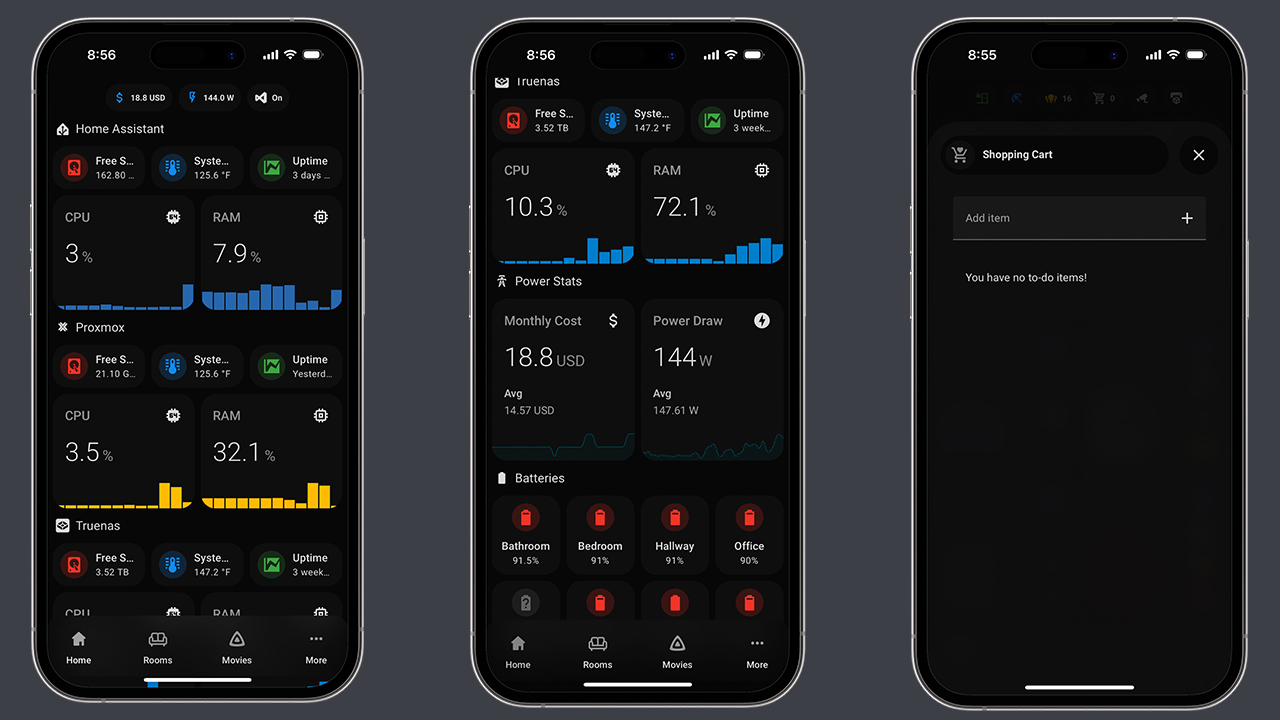 8:56
18.8 USD
144.0 W
On
Home Assistant
Free S...
162.80 ...
Syste...
125.6 °F
Uptime
3 days ...
CPU
3 %
RAM
7.9 %
Proxmox
Free S...
21.10 G...
Syste...
125.6 °F
Uptime
Yesterd...
CPU
3.5 %
RAM
32.1 %
Truenas
Free S...
3.52 TB
Syste...
147.2 °F
Uptime
3 week...
CPU
RAM
Home
Rooms
Movies
More
8:56
Truenas
Free S...
3.52 TB
Syste...
147.2 °F
Uptime
3 week...
CPU
10.3 %
RAM
72.1 %
Power Stats
Monthly Cost
18.8 USD
Avg
14.57 USD
Power Draw
144 W
Avg
147.61 W
Batteries
Bathroom
91.5%
Bedroom
91%
Hallway
91%
Office
90%
Home
Rooms
Movies
More
8:55
16
0
Shopping Cart
Add item
You have no to-do items!